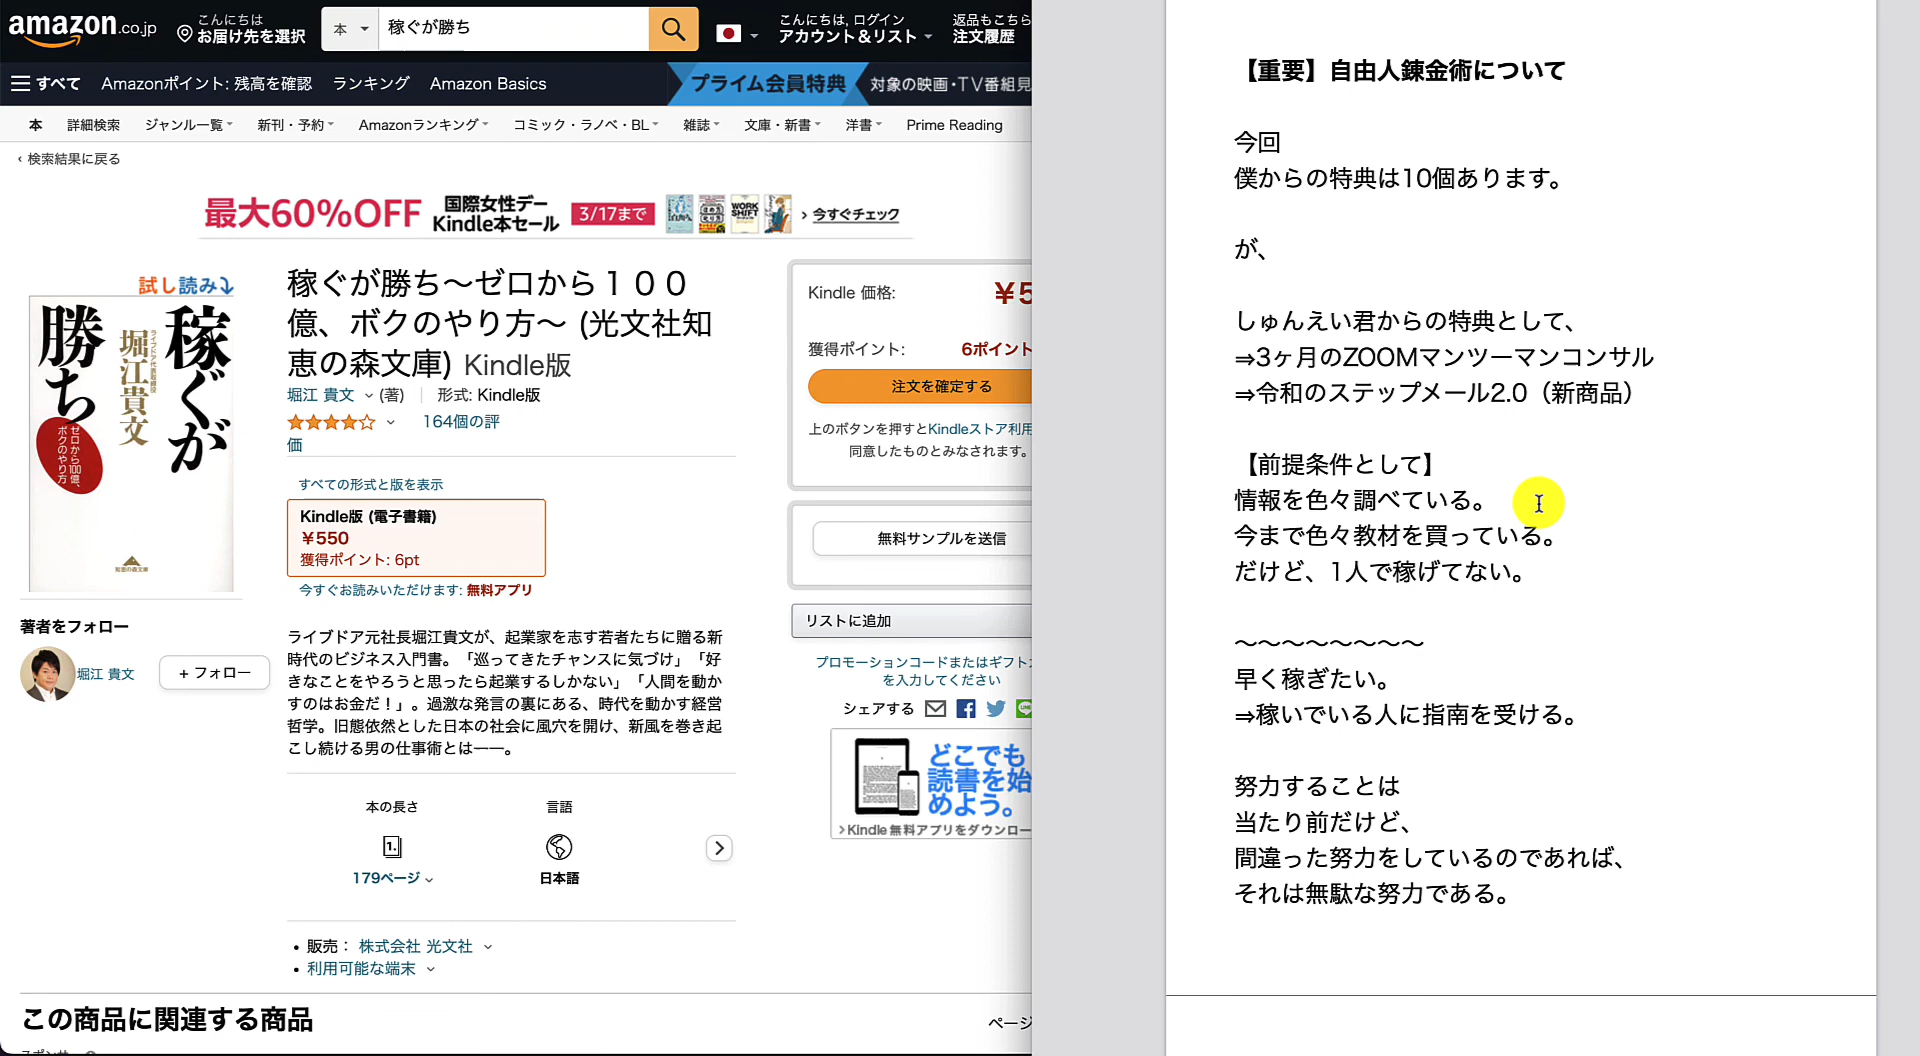 amazon.co.jp
こんにちは
お届け先を選択
本
稼ぐが勝ち
こんにちは, ログイン
アカウント＆リスト
返品もこちら
注文履歴
すべて
Amazonポイント: 残高を確認
ランキング
Amazon Basics
プライム会員特典
対象の映画・TV番組見
本
詳細検索
ジャンル一覧
新刊・予約
Amazonランキング
コミック・ラノベ・BL
雑誌
文庫・新書
洋書
Prime Reading
‹ 検索結果に戻る
最大60%OFF
国際女性デー
Kindle本セール
3/17まで
WORK
SHIFT
› 今すぐチェック
試し読み
稼ぐが
勝ち
ライブドア代表取締役
堀江貴文
ゼロから100億、
ボクのやり方
知恵の森文庫
著者をフォロー
堀江 貴文
+ フォロー
稼ぐが勝ち〜ゼロから１００
億、ボクのやり方〜 (光文社知
恵の森文庫) Kindle版
堀江 貴文 (著)
形式: Kindle版
164個の評
価
すべての形式と版を表示
Kindle版 (電子書籍)
¥550
獲得ポイント: 6pt
今すぐお読みいただけます: 無料アプリ
ライブドア元社長堀江貴文が、起業家を志す若者たちに贈る新
時代のビジネス入門書。「巡ってきたチャンスに気づけ」「好
きなことをやろうと思ったら起業するしかない」「人間を動か
すのはお金だ！」。過激な発言の裏にある、時代を動かす経営
哲学。旧態依然とした日本の社会に風穴を開け、新風を巻き起
こし続ける男の仕事術とは――。
本の長さ
1.
179ページ
言語
日本語
• 販売： 株式会社 光文社
• 利用可能な端末
この商品に関連する商品
ページ
Kindle 価格:
¥5
獲得ポイント:
6ポイント
注文を確定する
上のボタンを押すとKindleストア利用
同意したものとみなされます。
無料サンプルを送信
リストに追加
プロモーションコードまたはギフト
を入力してください
シェアする
どこでも
読書を始
めよう。
›Kindle 無料アプリをダウンロー
【重要】自由人錬金術について
今回
僕からの特典は10個あります。
が、
しゅんえい君からの特典として、
⇒3ヶ月のZOOMマンツーマンコンサル
⇒令和のステップメール2.0（新商品）
【前提条件として】
情報を色々調べている。
今まで色々教材を買っている。
だけど、1人で稼げてない。
〜〜〜〜〜〜〜〜
早く稼ぎたい。
⇒稼いでいる人に指南を受ける。
努力することは
当たり前だけど、
間違った努力をしているのであれば、
それは無駄な努力である。